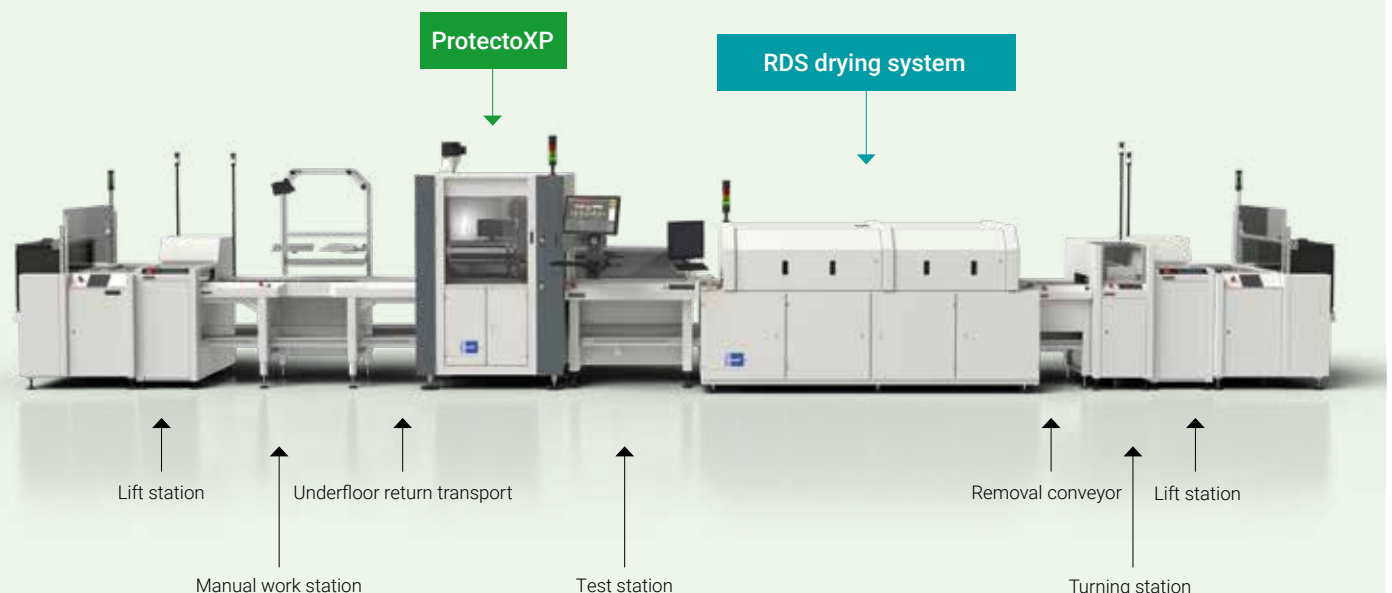 ProtectoXP
RDS drying system
Lift station
Underfloor return transport
Removal conveyor
Lift station
Manual work station
Test station
Turning station